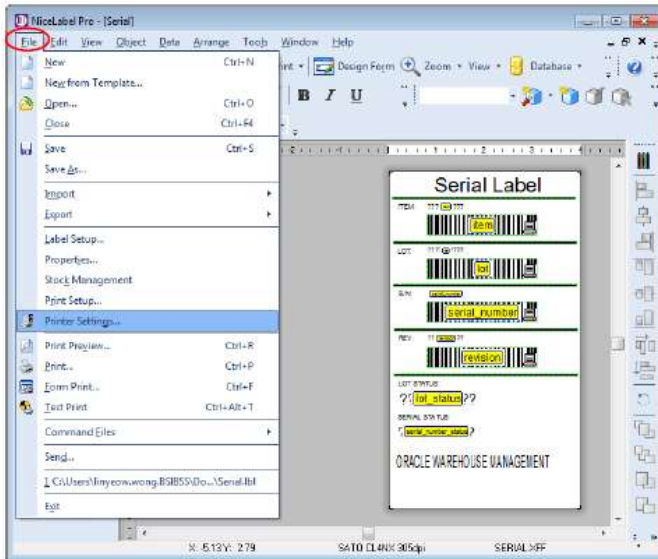 NiceLabel Pro - [Serial]
File Edit View Object Data Arrange Tools Window Help
New Ctrl+N
New from Template...
Open... Ctrl+O
Close Ctrl+F4
Save Ctrl+S
Save As...
Import
Export
Label Setup...
Properties...
Stock Management
Print Setup...
Printer Settings...
Print Preview... Ctrl+R
Print... Ctrl+P
Form Print... Ctrl+F
Test Print Ctrl+Alt+T
Command Files
Send...
Exit
Design Form Zoom View Database
B I U
Serial Label
ITEM: ??? ???
item
LOT:
lot
S/N:
serial_number
REV:
revision
LOT STATUS:
??lot_status??
SERIAL STATUS:
serial_number_status
ORACLE WAREHOUSE MANAGEMENT
X: -5.13 Y: 2.79 SATO CL4NX 305dpi SERIAL.XFF